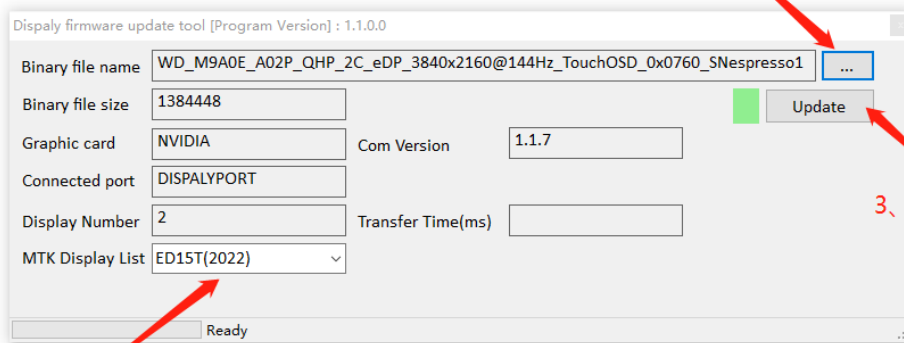 Dispaly firmware update tool [Program Version] : 1.1.0.0
Binary file name WD_M9A0E_A02P_QHP_2C_eDP_3840x2160@144Hz_TouchOSD_0x0760_SNespresso1 ...
Binary file size 1384448 Update
Graphic card NVIDIA Com Version 1.1.7
Connected port DISPALYPORT
Display Number 2 Transfer Time(ms)
3、
MTK Display List ED15T(2022)
Ready